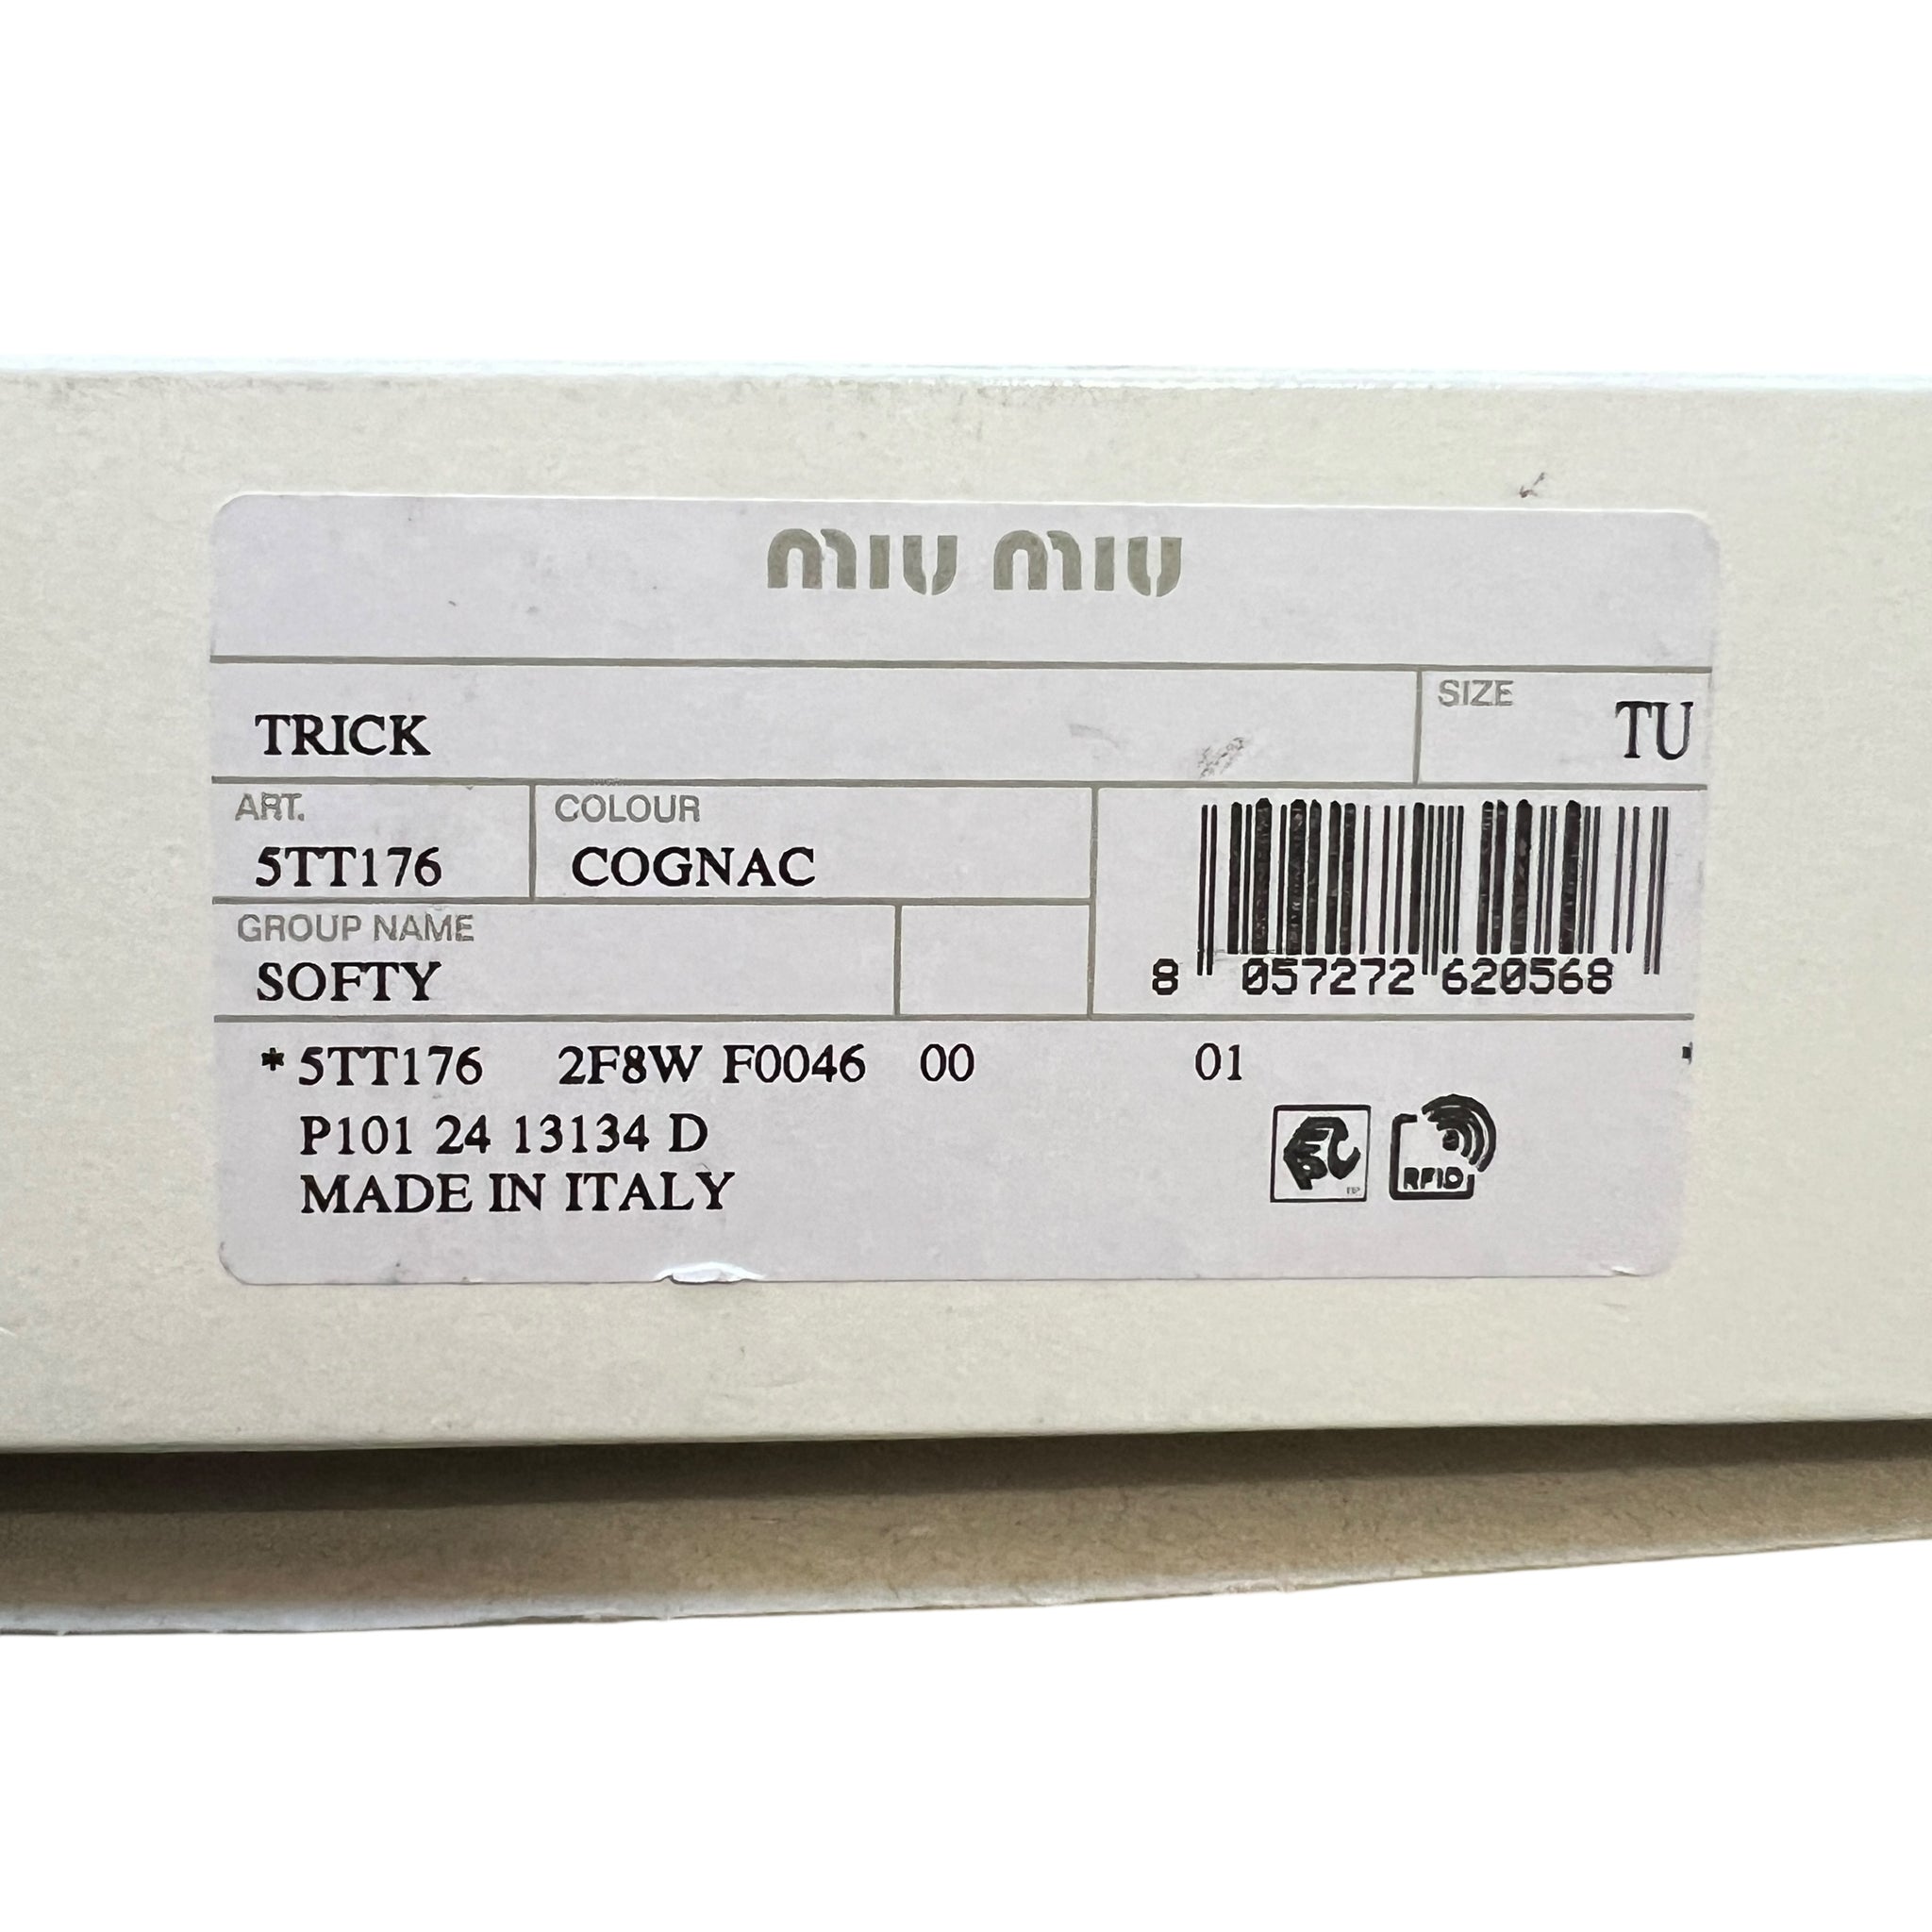 MIU MIU
TRICK
SIZE
TU
ART.
5TT176
COLOUR
COGNAC
GROUP NAME
SOFTY
8 057272 620568
* 5TT176 2F8W F0046 00 01
P101 24 13134 D
MADE IN ITALY
RFID